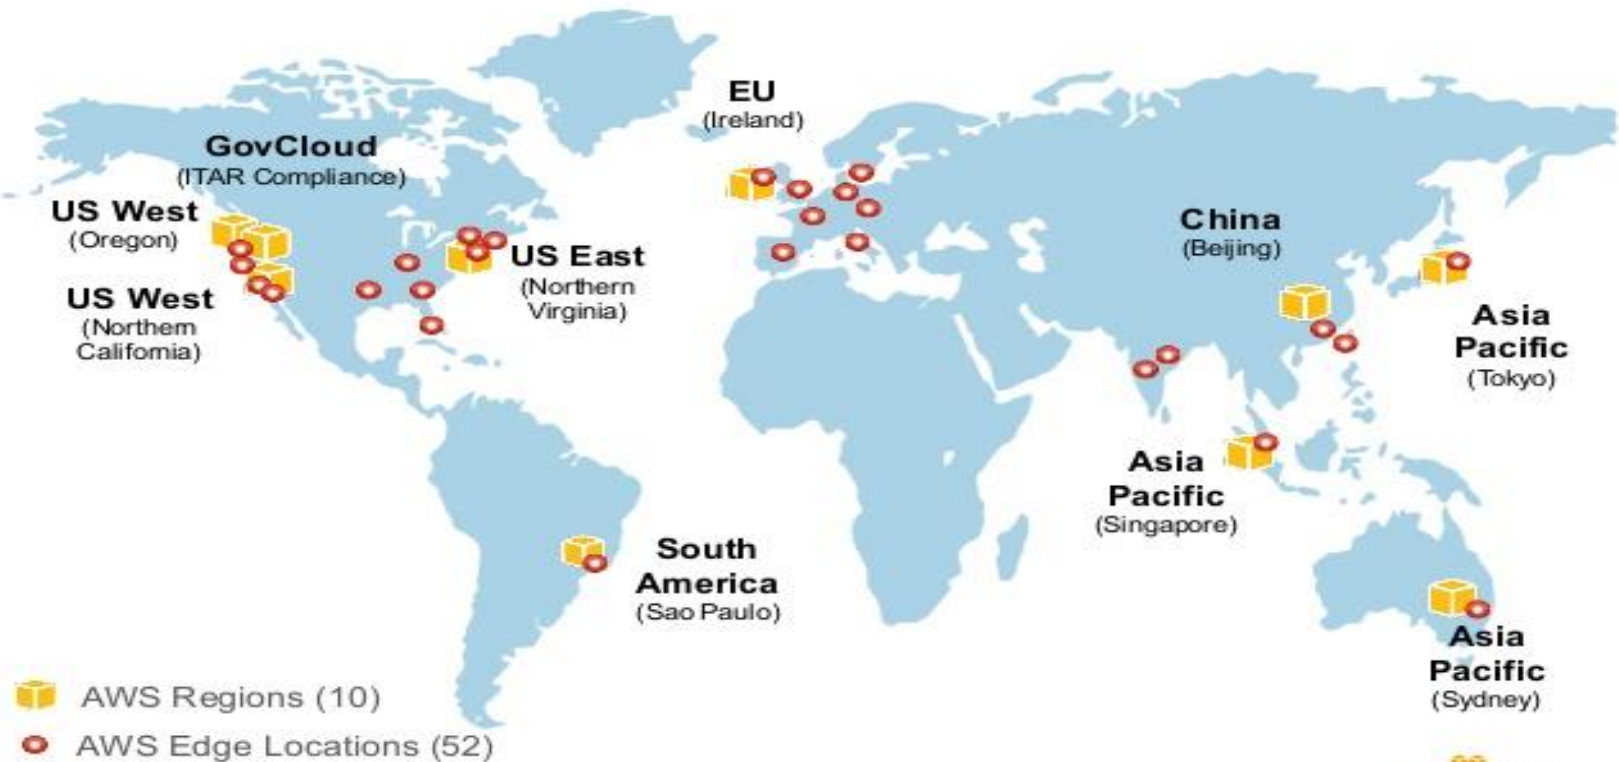 EU
(Ireland)
GovCloud
(ITAR Compliance)
US West
(Oregon)
US East
(Northern
Virginia)
US West
(Northern
California)
China
(Beijing)
Asia
Pacific
(Tokyo)
Asia
Pacific
(Singapore)
South
America
(Sao Paulo)
Asia
Pacific
(Sydney)
AWS Regions (10)
AWS Edge Locations (52)